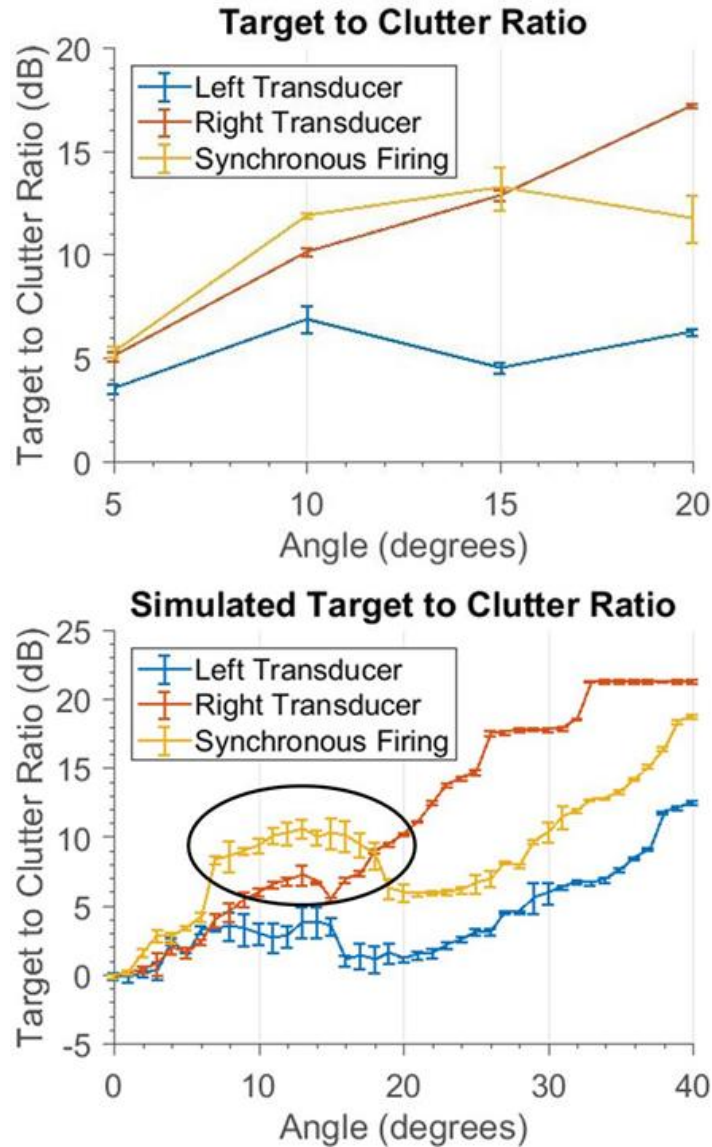 Target to Clutter Ratio
Target to Clutter Ratio (dB)
20
15
10
5
0
Left Transducer
Right Transducer
Synchronous Firing
5 10 15 20
Angle (degrees)
Simulated Target to Clutter Ratio
Target to Clutter Ratio (dB)
25
20
15
10
5
0
-5
Left Transducer
Right Transducer
Synchronous Firing
0 10 20 30 40
Angle (degrees)